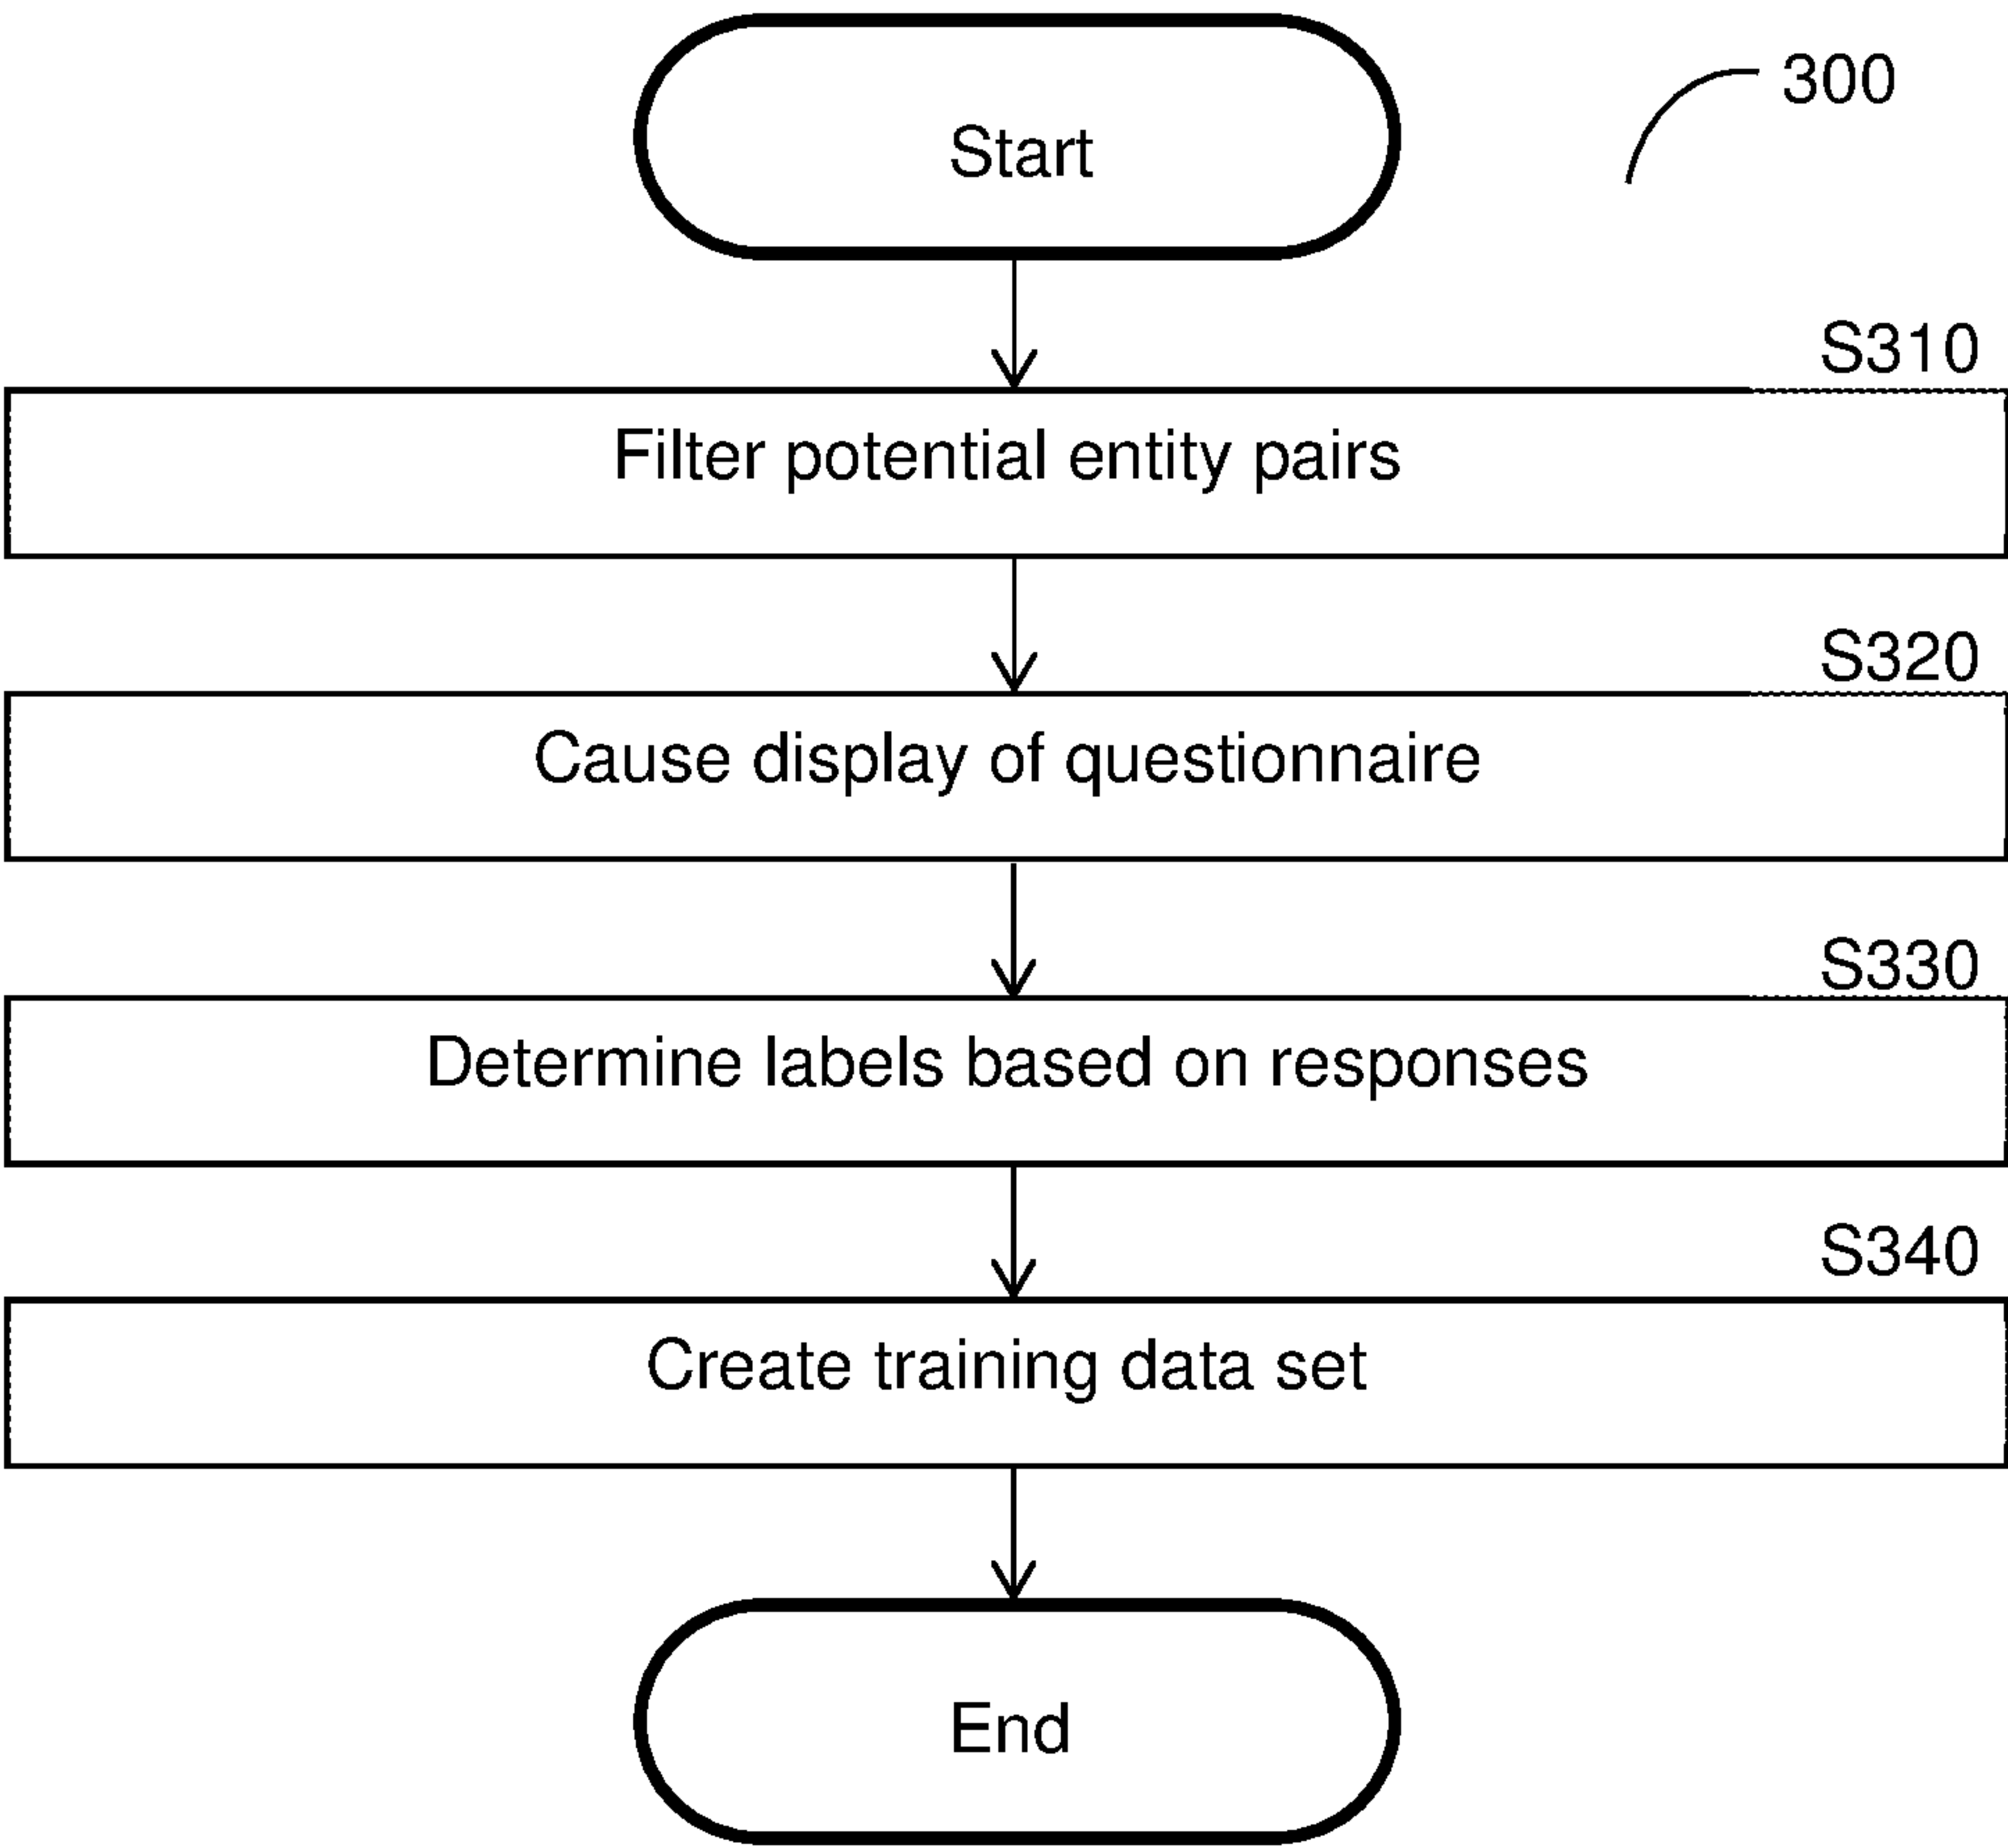 Start
300
S310
Filter potential entity pairs
S320
Cause display of questionnaire
S330
Determine labels based on responses
S340
Create training data set
End